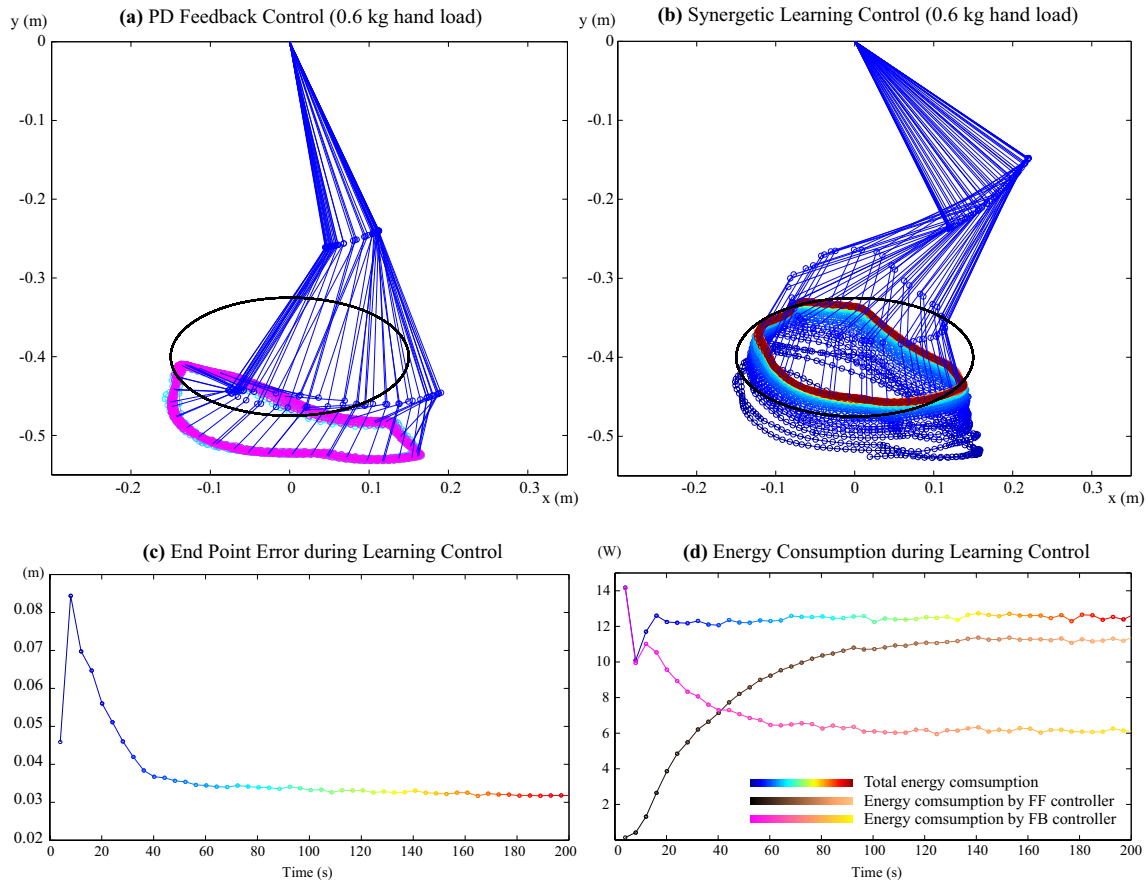 (a) PD Feedback Control (0.6 kg hand load)
y (m)
0
-0.1
-0.2
-0.3
-0.4
-0.5
-0.2
-0.1
0
0.1
0.2
0.3
x (m)
(b) Synergetic Learning Control (0.6 kg hand load)
y (m)
0
-0.1
-0.2
-0.3
-0.4
-0.5
-0.2
-0.1
0
0.1
0.2
0.3
x (m)
(c) End Point Error during Learning Control
(m)
0.08
0.07
0.06
0.05
0.04
0.03
0.02
0 20 40 60 80 100 120 140 160 180 200
Time (s)
(d) Energy Consumption during Learning Control
(W)
14
12
10
8
6
4
2
0 20 40 60 80 100 120 140 160 180 200
Time (s)
Total energy comsumption
Energy comsumption by FF controller
Energy comsumption by FB controller